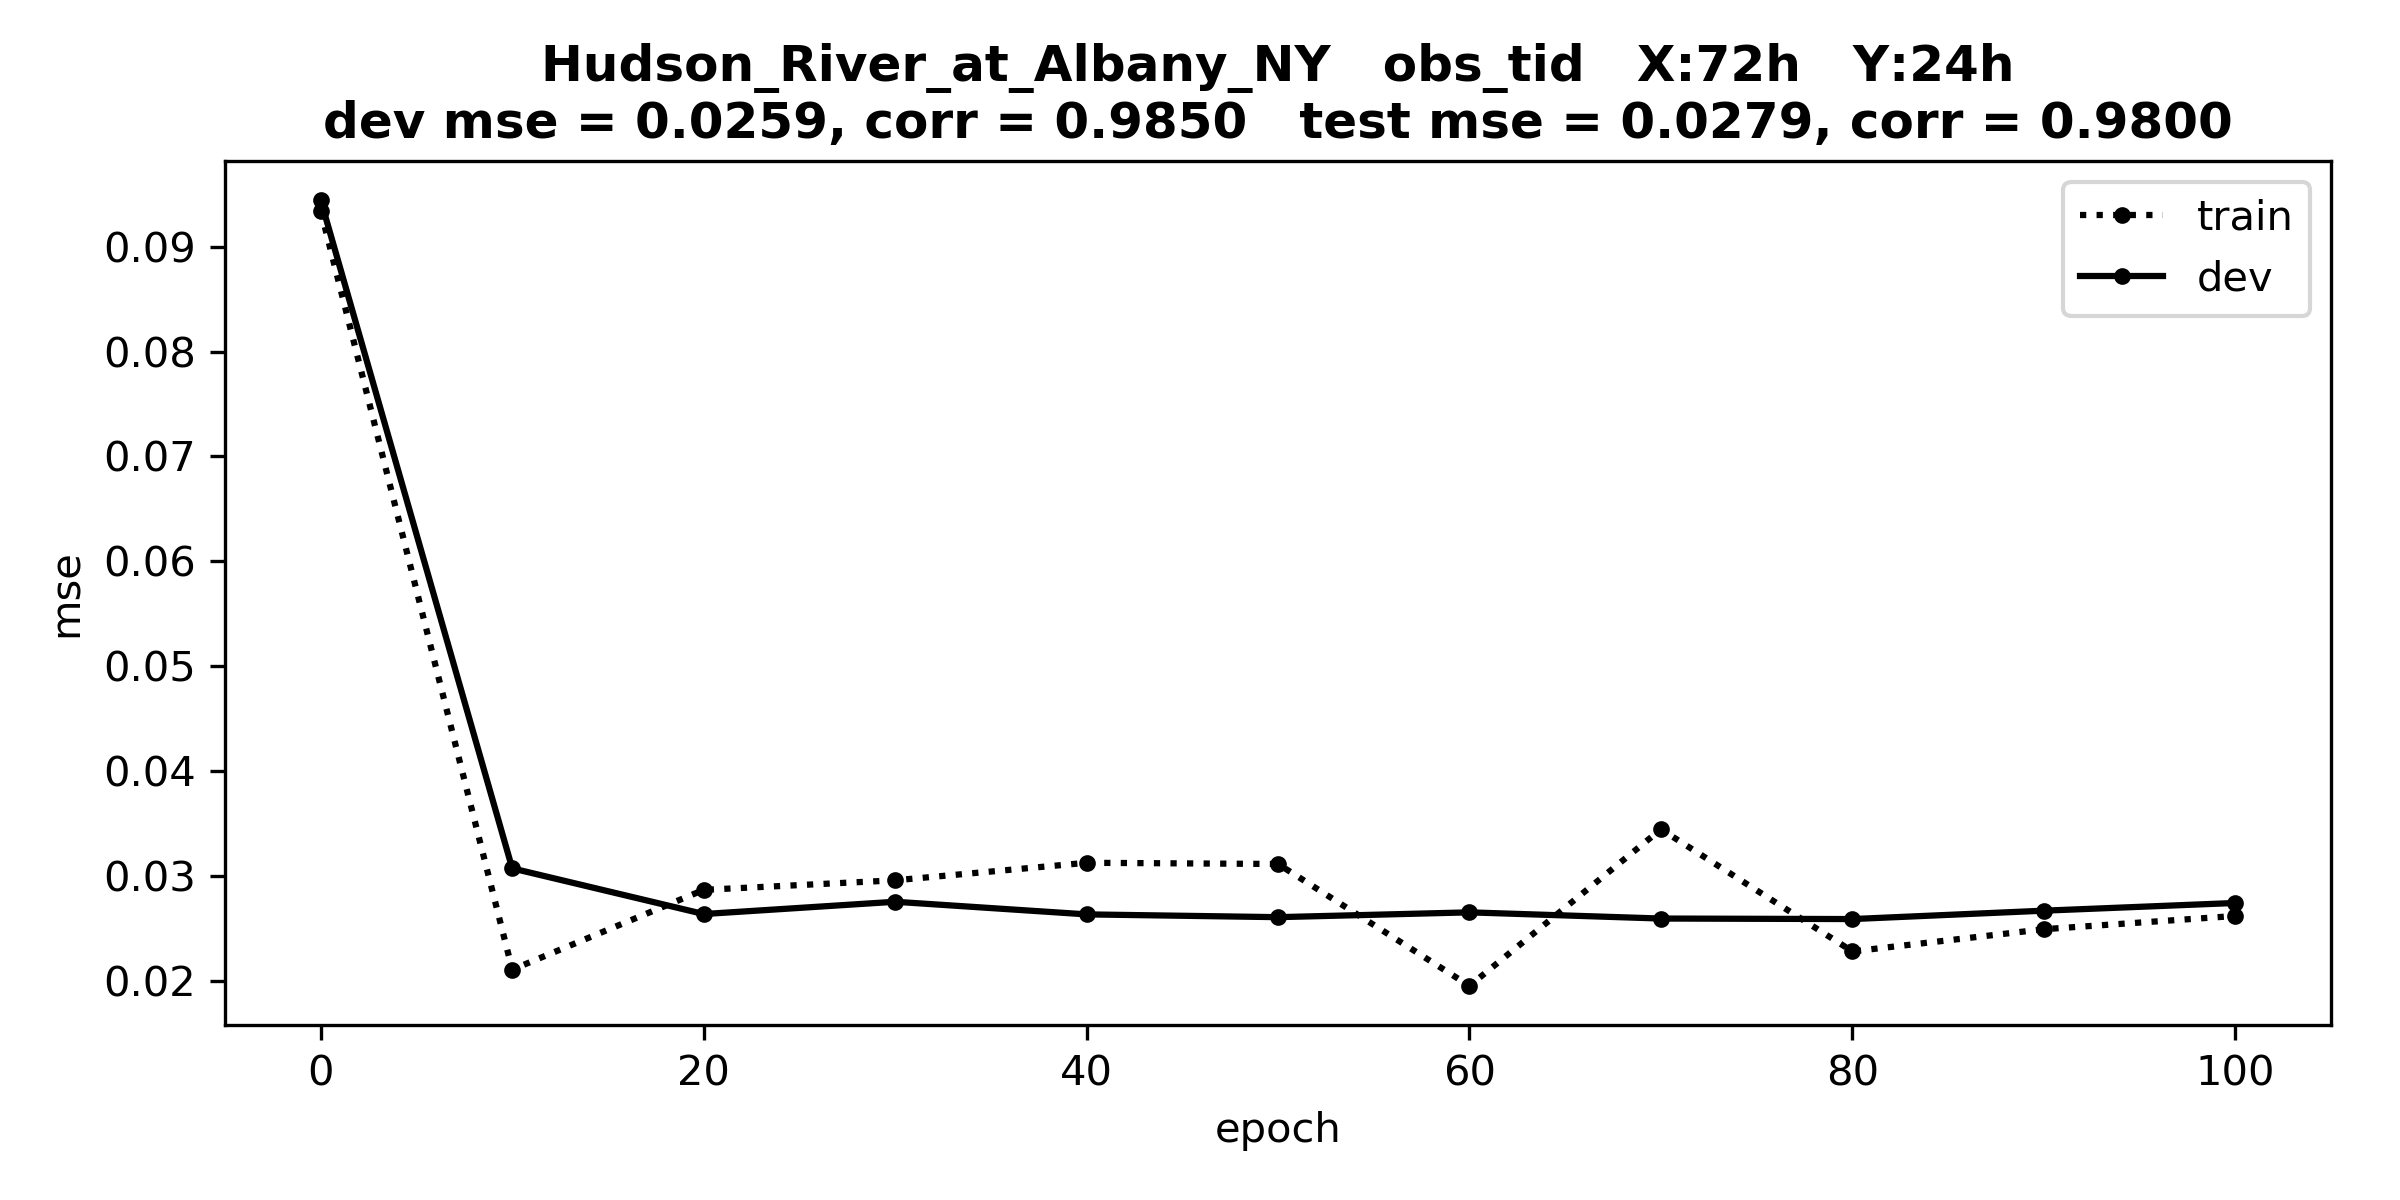 Hudson_River_at_Albany_NY   obs_tid   X:72h   Y:24h
dev mse = 0.0259, corr = 0.9850   test mse = 0.0279, corr = 0.9800
train
dev
0.09
0.08
0.07
0.06
0.05
0.04
0.03
0.02
mse
0 20 40 60 80 100
epoch